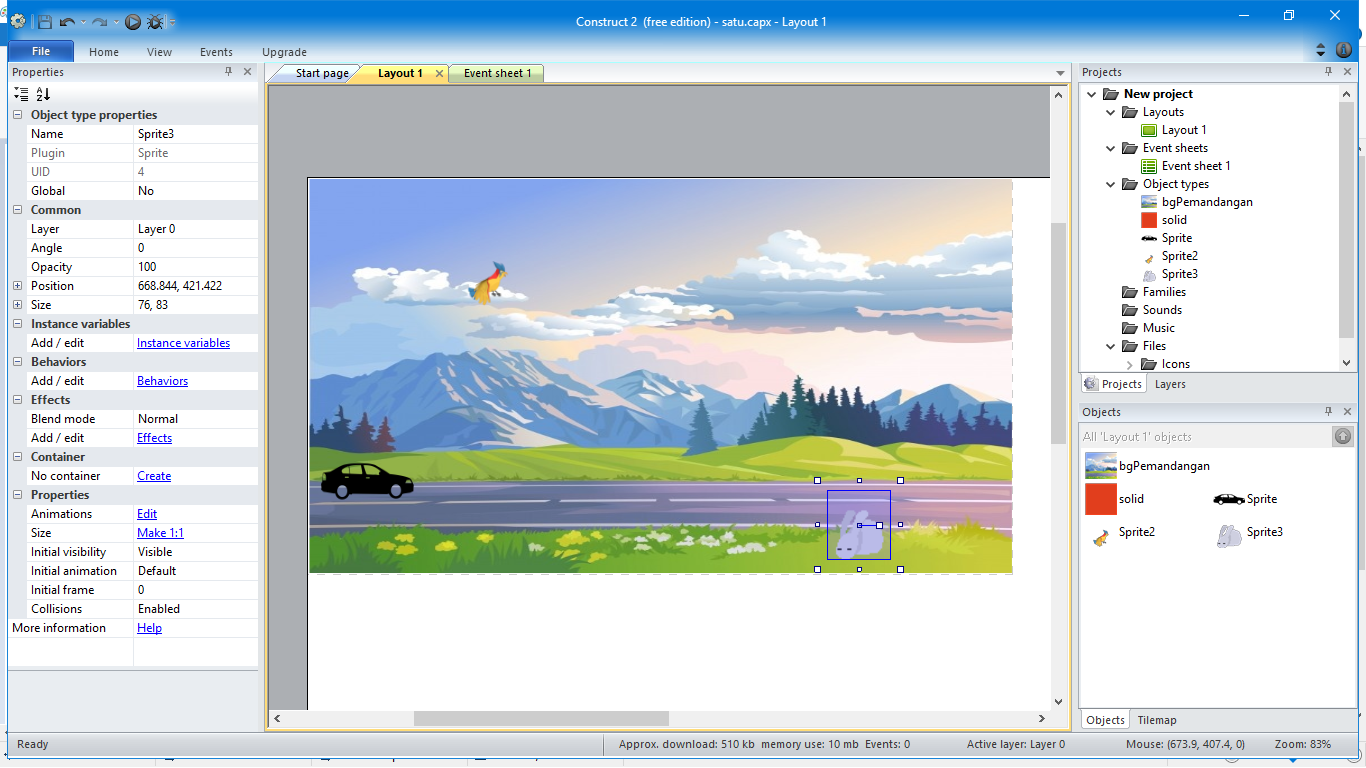 Construct 2 (free edition) - satu.capx - Layout 1
File Home View Events Upgrade
Properties
Object type properties
Name Sprite3
Plugin Sprite
UID 4
Global No
Common
Layer Layer 0
Angle 0
Opacity 100
Position 668.844, 421.422
Size 76, 83
Instance variables
Add / edit Instance variables
Behaviors
Add / edit Behaviors
Effects
Blend mode Normal
Add / edit Effects
Container
No container Create
Properties
Animations Edit
Size Make 1:1
Initial visibility Visible
Initial animation Default
Initial frame 0
Collisions Enabled
More information Help
Start page Layout 1 Event sheet 1
Projects
New project
Layouts
Layout 1
Event sheets
Event sheet 1
Object types
bgPemandangan
solid
Sprite
Sprite2
Sprite3
Families
Sounds
Music
Files
Icons
Projects Layers
Objects
All 'Layout 1' objects
bgPemandangan
solid Sprite
Sprite2 Sprite3
Objects Tilemap
Ready Approx. download: 510 kb memory use: 10 mb Events: 0 Active layer: Layer 0 Mouse: (673.9, 407.4, 0) Zoom: 83%